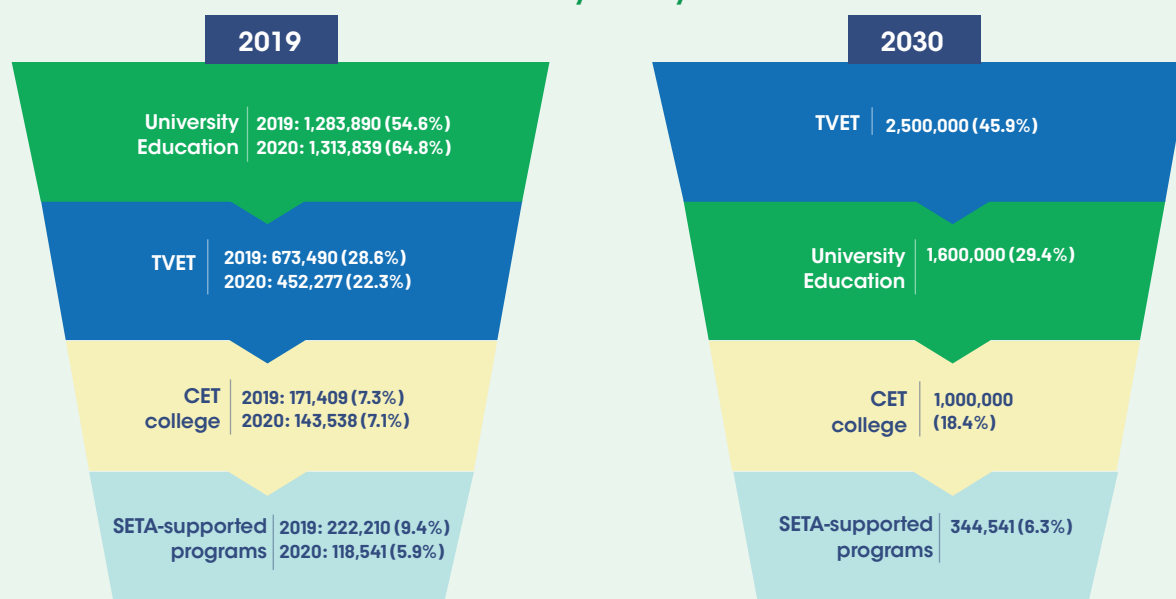 2019
University
Education
2019: 1,283,890 (54.6%)
2020: 1,313,839 (64.8%)
TVET
2019: 673,490 (28.6%)
2020: 452,277 (22.3%)
CET
college
2019: 171,409 (7.3%)
2020: 143,538 (7.1%)
SETA-supported
programs
2019: 222,210 (9.4%)
2020: 118,541 (5.9%)
2030
TVET
2,500,000 (45.9%)
University
Education
1,600,000 (29.4%)
CET
college
1,000,000
(18.4%)
SETA-supported
programs
344,541 (6.3%)